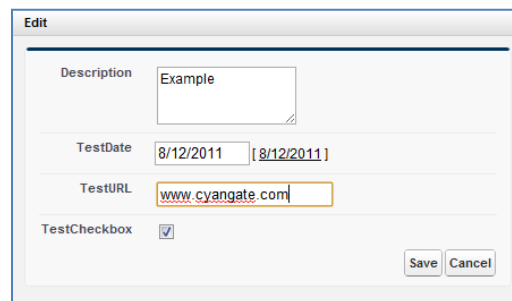 Edit
Description Example
TestDate 8/12/2011 [ 8/12/2011 ]
TestURL www.cyangate.com
TestCheckbox
Save Cancel